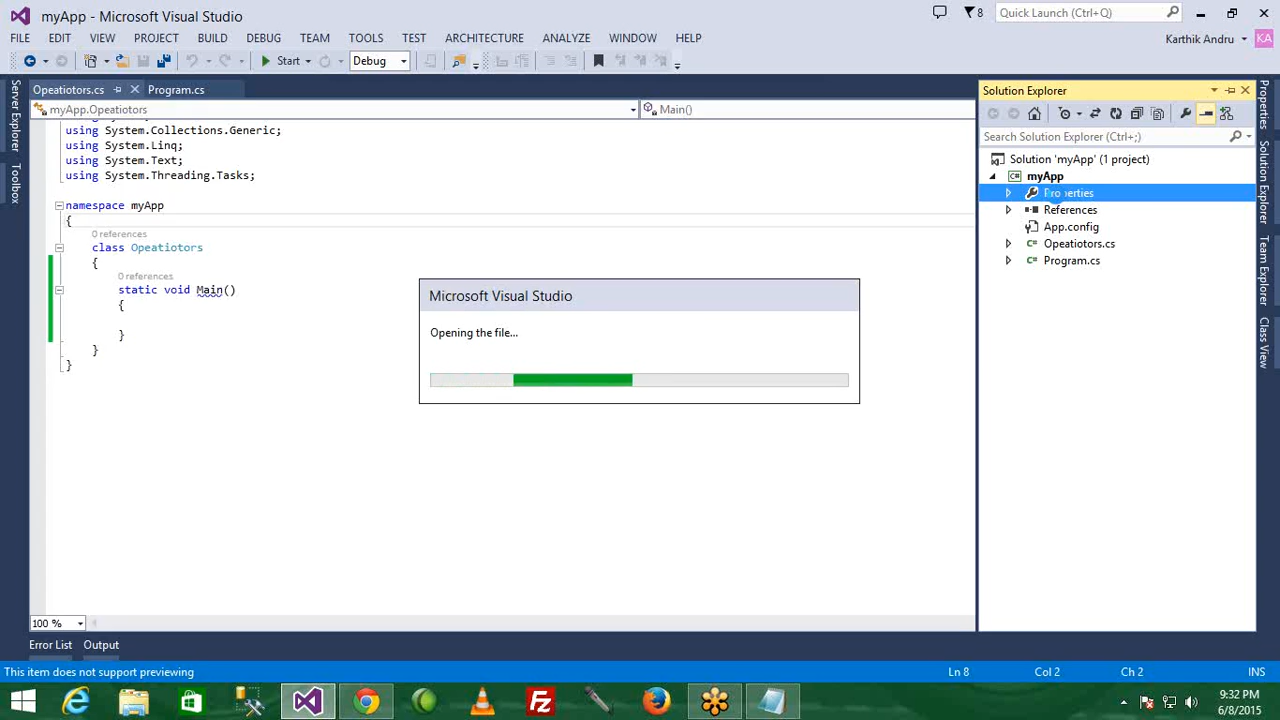 myApp - Microsoft Visual Studio
8
Quick Launch (Ctrl+Q)
FILE EDIT VIEW PROJECT BUILD DEBUG TEAM TOOLS TEST ARCHITECTURE ANALYZE WINDOW HELP
Karthik Andru
KA
Start
Debug
Server Explorer
Toolbox
Opeatiotors.cs
Program.cs
myApp.Opeatiotors
Main()
using System.Collections.Generic;
using System.Linq;
using System.Text;
using System.Threading.Tasks;
namespace myApp
{
0 references
class Opeatiotors
{
0 references
static void Main()
{
}
}
}
Microsoft Visual Studio
Opening the file...
Solution Explorer
Search Solution Explorer (Ctrl+;)
Solution 'myApp' (1 project)
C# myApp
Properties
References
App.config
C# Opeatiotors.cs
C# Program.cs
Properties
Solution Explorer
Team Explorer
Class View
100 %
Error List
Output
This item does not support previewing
Ln 8
Col 2
Ch 2
INS
9:32 PM
6/8/2015